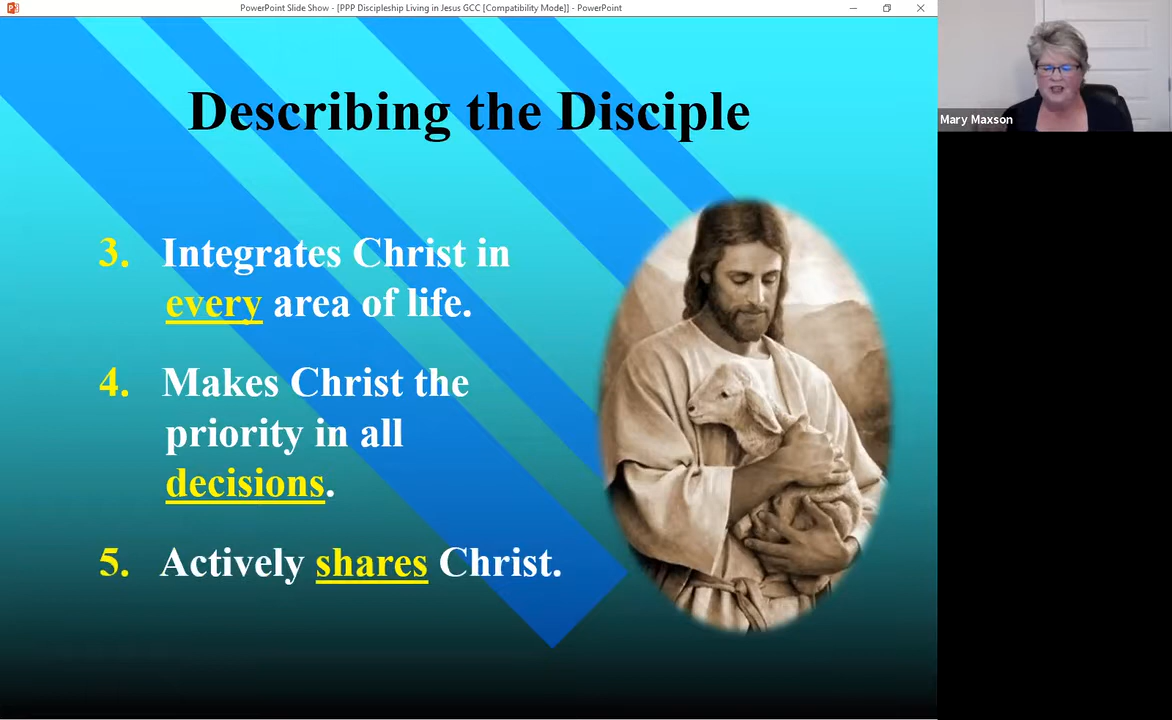 PowerPoint Slide Show - [PPP Discipleship Living in Jesus GCC [Compatibility Mode]] - PowerPoint
Describing the Disciple
3. Integrates Christ in
every area of life.
4. Makes Christ the
priority in all
decisions.
5. Actively shares Christ.
Mary Maxson